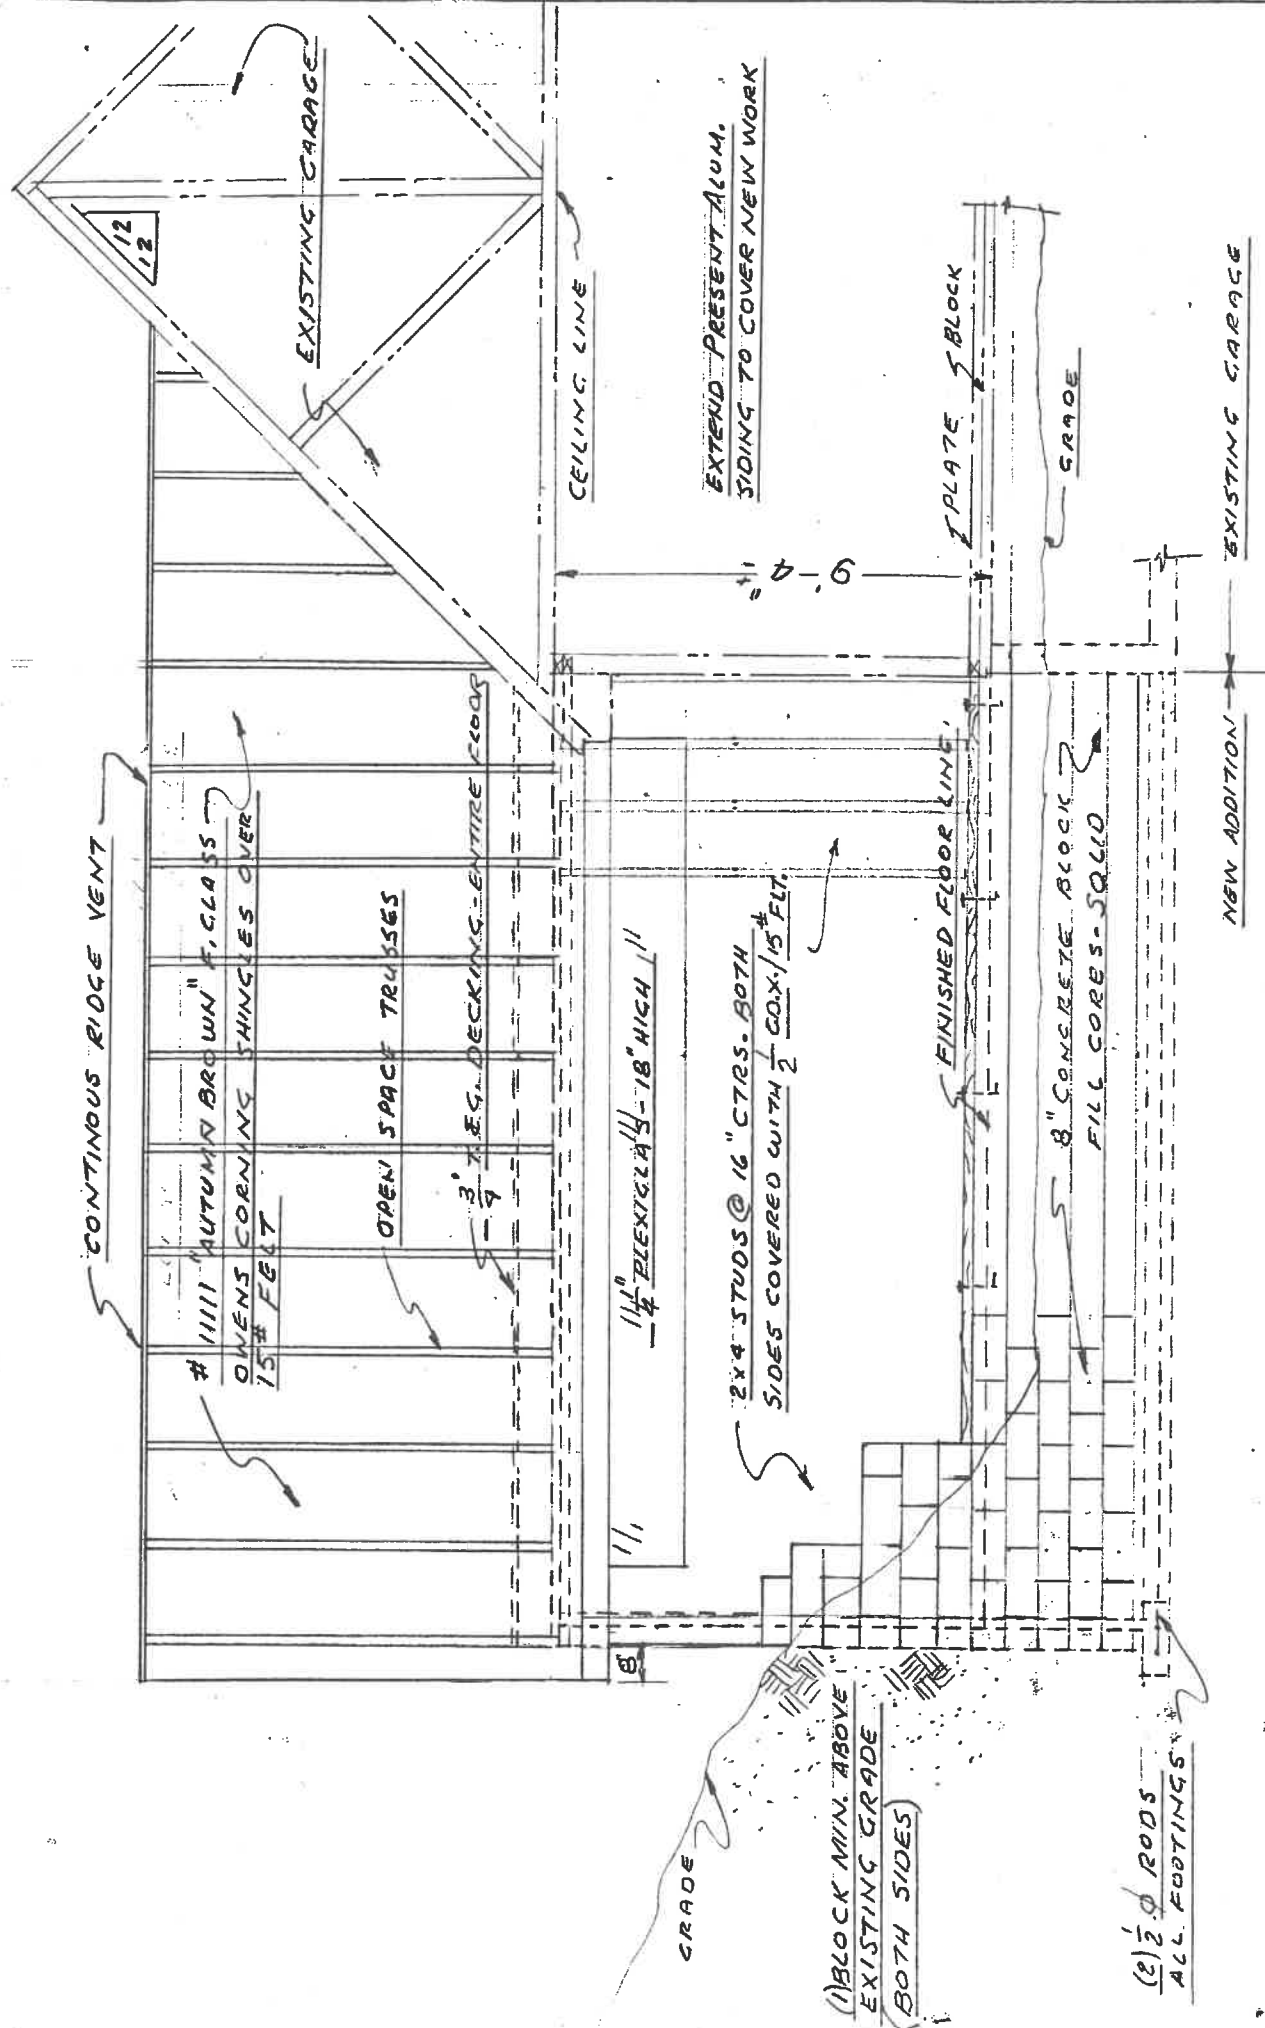 CONTINOUS RIDGE VENT
# 11111 "AUTUMN BROWN" F. GLASS
OWENS CORNING SHINGLES OVER
15 # FELT
OPEN SPACE TRUSSES
3/4" T.&G. DECKING-ENTIRE FLOOR
12
12
EXISTING GARAGE
CEILING LINE
1/4" PLEXIGLA'S-18" HIGH
EXTEND PRESENT ALUM.
SIDING TO COVER NEW WORK
9'-4" ±
2x4 STUDS @ 16" CTRS. BOTH
SIDES COVERED WITH 1/2 CDX./15# FLT.
8"
PLATE
BLOCK
FINISHED FLOOR LINE
GRADE
8" CONCRETE BLOCK
FILL CORES-SOLID
GRADE
(1) BLOCK MIN. ABOVE
EXISTING GRADE
BOTH SIDES)
(2) 1/2 Ø RODS
ALL FOOTINGS
NEW ADDITION
EXISTING GARAGE